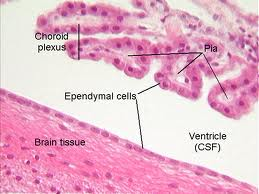 Choroid
plexus
Pia
Ependymal cells
Brain tissue
Ventricle
(CSF)